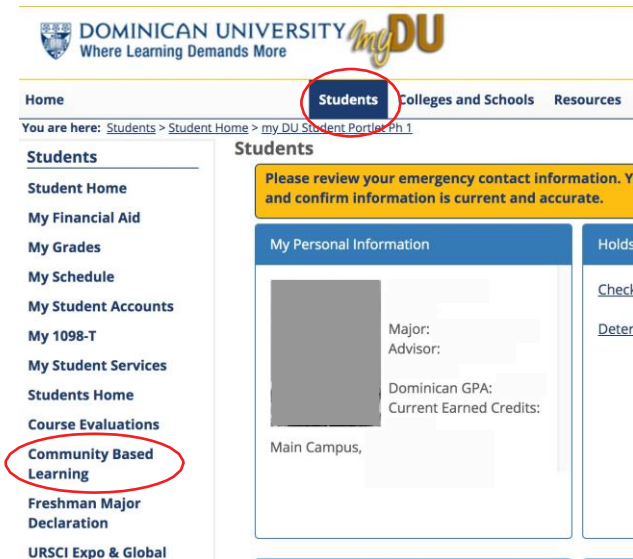 DOMINICAN UNIVERSITY myDU
Where Learning Demands More
Home Students Colleges and Schools Resources
You are here: Students > Student Home > my DU Student Portlet Ph 1
Students
Student Home
My Financial Aid
My Grades
My Schedule
My Student Accounts
My 1098-T
My Student Services
Students Home
Course Evaluations
Community Based
Learning
Freshman Major
Declaration
URSCI Expo & Global
Students
Please review your emergency contact information. Y
and confirm information is current and accurate.
My Personal Information
Major:
Advisor:
Dominican GPA:
Current Earned Credits:
Main Campus,
Holds
Check
Deter